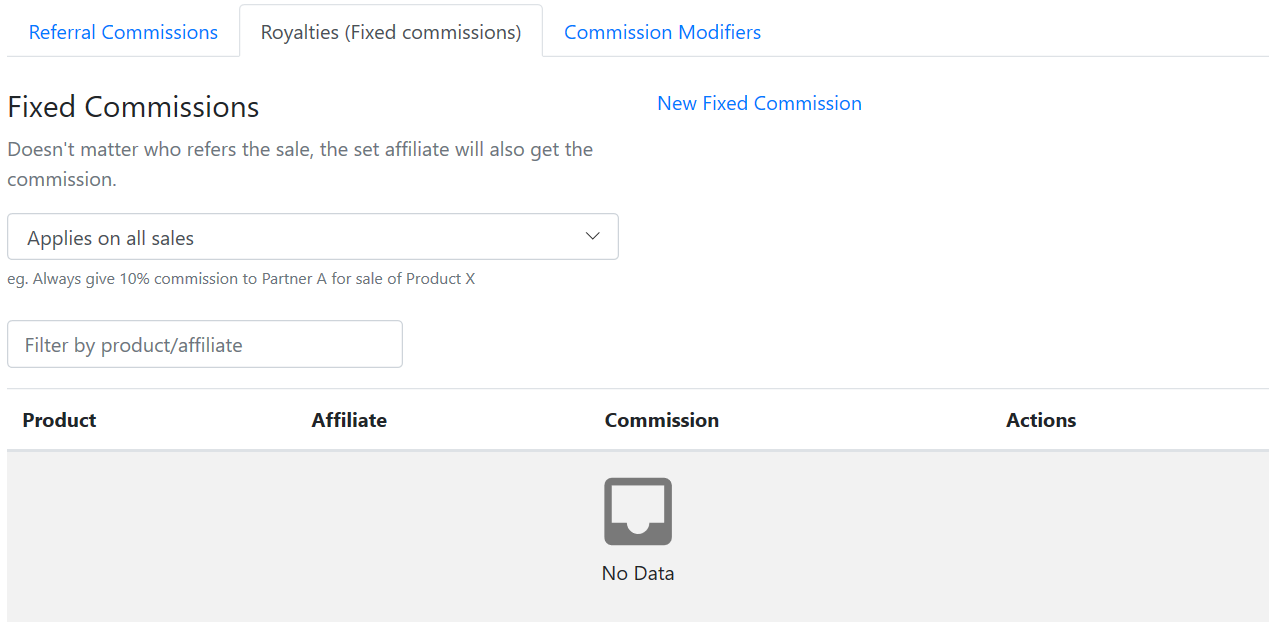 Referral Commissions
Royalties (Fixed commissions)
Commission Modifiers
Fixed Commissions
New Fixed Commission
Doesn't matter who refers the sale, the set affiliate will also get the
commission.
Applies on all sales
eg. Always give 10% commission to Partner A for sale of Product X
Filter by product/affiliate
Product
Affiliate
Commission
Actions
No Data